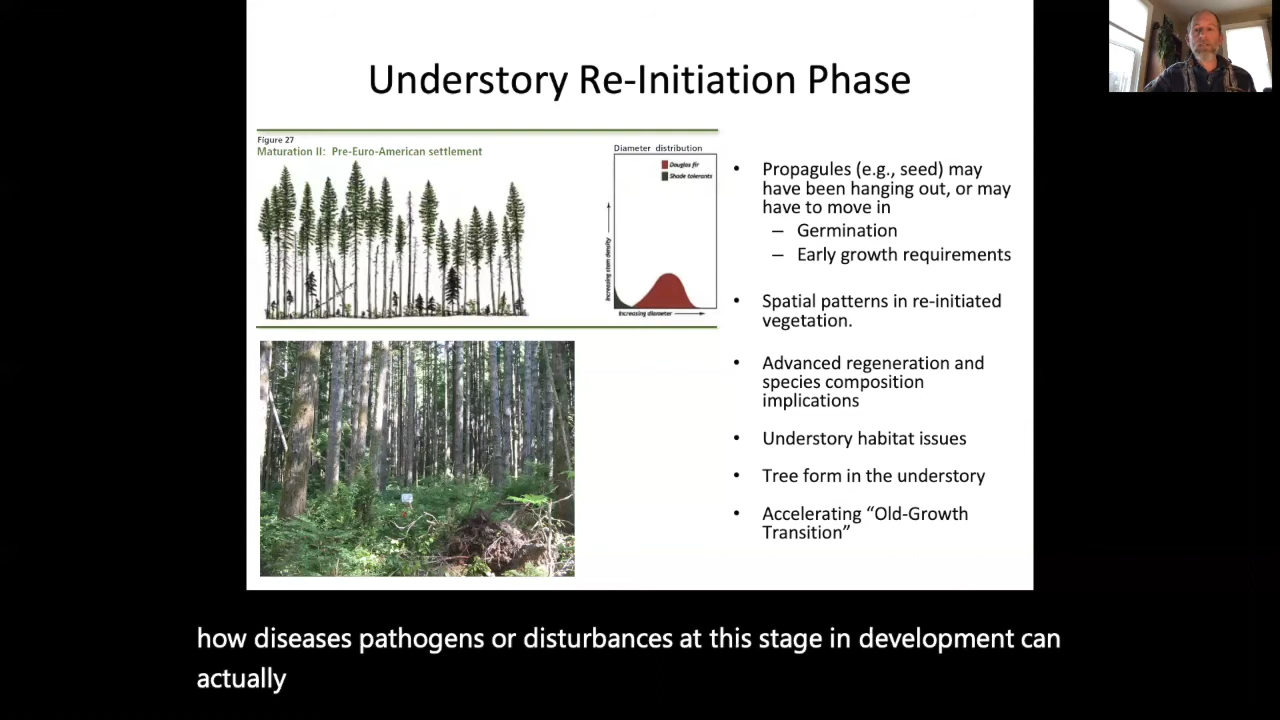 Understory Re-Initiation Phase
Figure 27
Maturation II: Pre-Euro-American settlement
Diameter distribution
Douglas fir
Shade tolerants
Increasing stem density
Increasing diameter
• Propagules (e.g., seed) may
have been hanging out, or may
have to move in
– Germination
– Early growth requirements
• Spatial patterns in re-initiated
vegetation.
• Advanced regeneration and
species composition
implications
• Understory habitat issues
• Tree form in the understory
• Accelerating “Old-Growth
Transition”
how diseases pathogens or disturbances at this stage in development can
actually